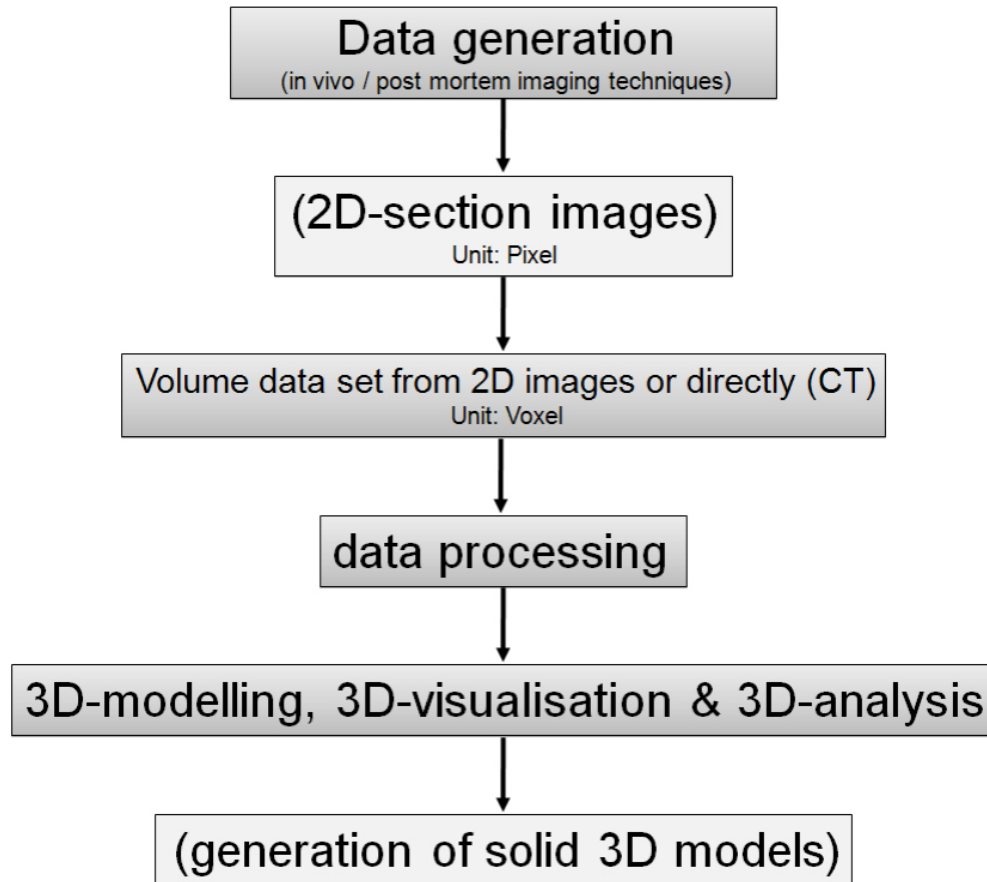 Data generation
(in vivo / post mortem imaging techniques)
(2D-section images)
Unit: Pixel
Volume data set from 2D images or directly (CT)
Unit: Voxel
data processing
3D-modelling, 3D-visualisation & 3D-analysis
(generation of solid 3D models)